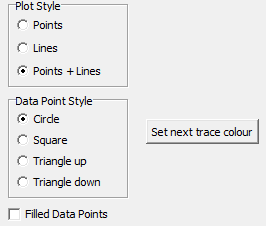 Plot Style
Points
Lines
Points + Lines
Data Point Style
Circle
Square
Triangle up
Triangle down
Set next trace colour
Filled Data Points